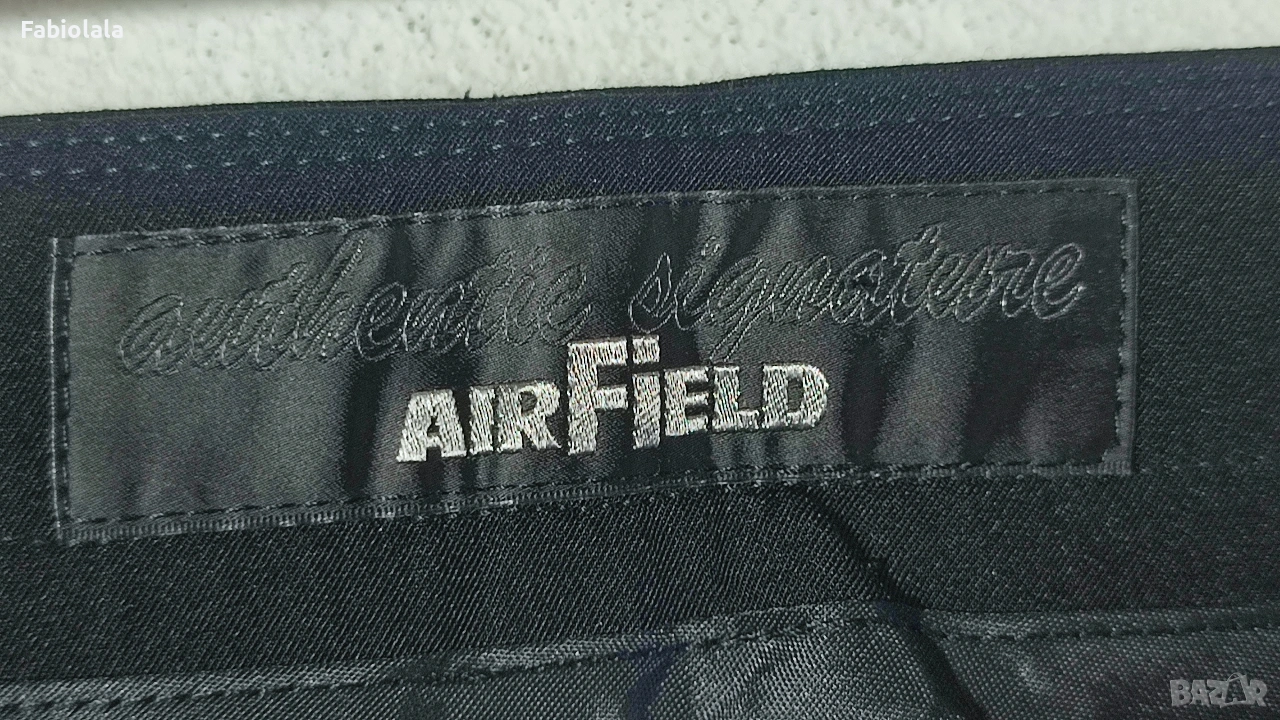 Fabiolala
authentic signature
AIRFiELD
BAZAR